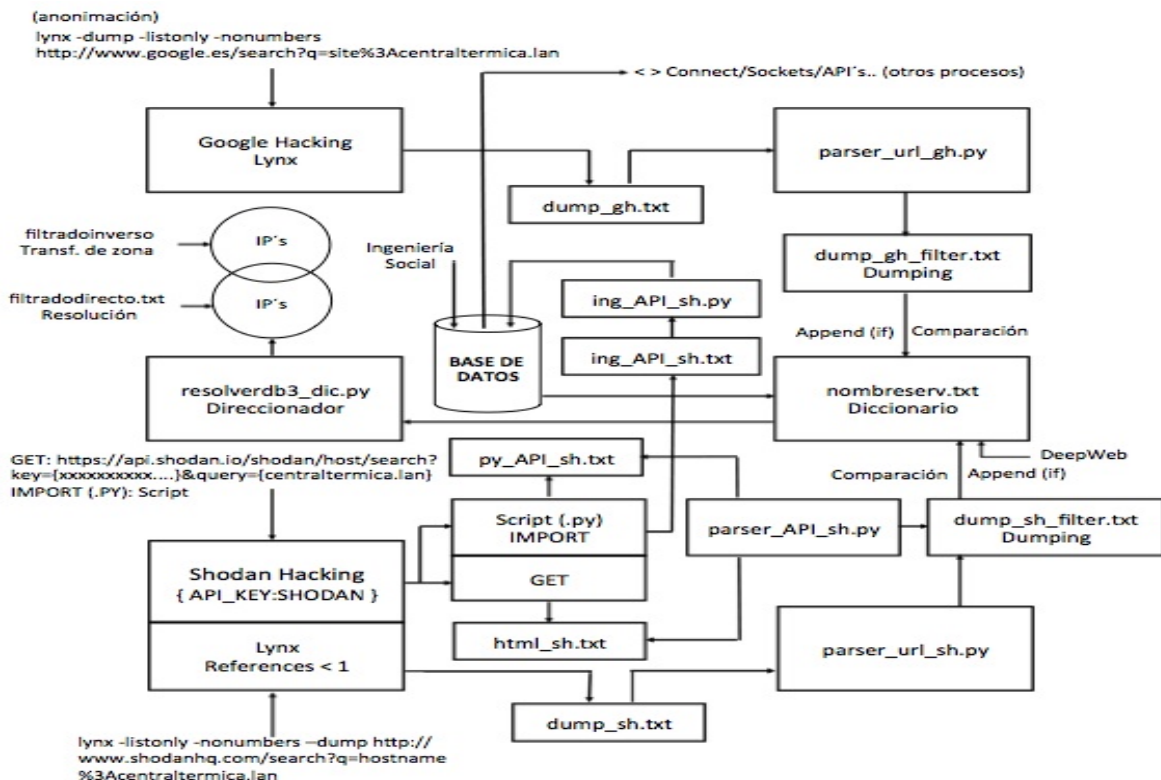 (anonimación)
lynx -dump -listonly -nonumbers
http://www.google.es/search?q=site%3Acentraltermica.lan
< > Connect/Sockets/API´s.. (otros procesos)
Google Hacking
Lynx
parser_url_gh.py
dump_gh.txt
filtradoinverso
Transf. de zona
IP´s
Ingeniería
Social
dump_gh_filter.txt
Dumping
filtradodirecto.txt
Resolución
IP´s
ing_API_sh.py
Append (if)
Comparación
BASE DE
DATOS
ing_API_sh.txt
resolverdb3_dic.py
Direccionador
nombreserv.txt
Diccionario
GET: https://api.shodan.io/shodan/host/search?
key={xxxxxxxxxx....}&query={centraltermica.lan}
IMPORT (.PY): Script
py_API_sh.txt
DeepWeb
Comparación
Append (if)
Script (.py)
IMPORT
parser_API_sh.py
dump_sh_filter.txt
Dumping
Shodan Hacking
{ API_KEY:SHODAN }
GET
html_sh.txt
Lynx
References < 1
parser_url_sh.py
dump_sh.txt
lynx -listonly -nonumbers –dump http://
www.shodanhq.com/search?q=hostname
%3Acentraltermica.lan